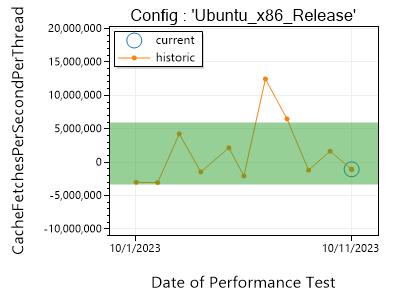 Config : 'Ubuntu_x86_Release'
current
historic
20,000,000
15,000,000
10,000,000
5,000,000
0
-5,000,000
-10,000,000
CacheFetchesPerSecondPerThread
10/1/2023
10/11/2023
Date of Performance Test